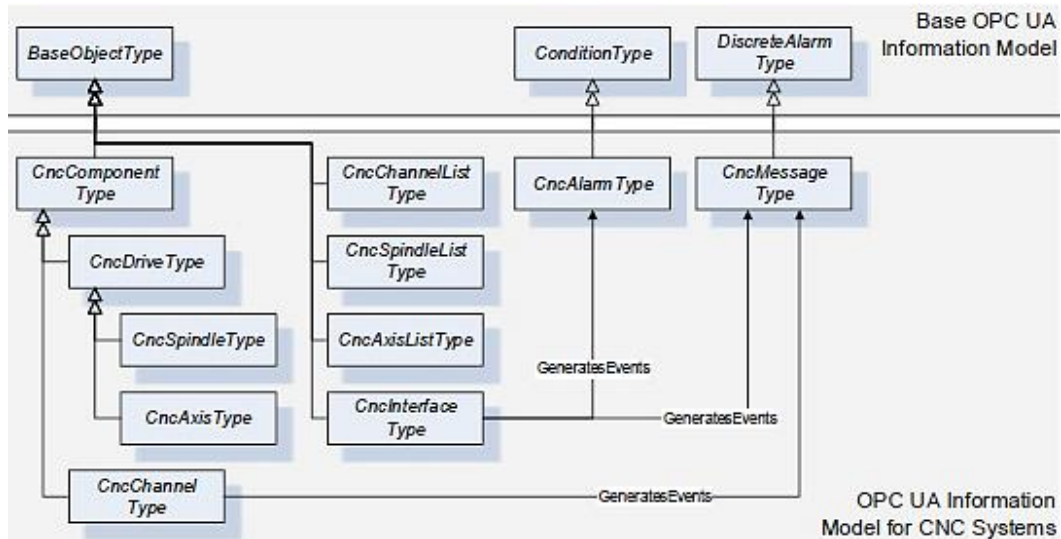 Base OPC UA
Information Model
BaseObjectType
ConditionType
DiscreteAlarm
Type
CncComponent
Type
CncChannelList
Type
CncAlarmType
CncMessage
Type
CncDriveType
CncSpindleList
Type
CncSpindleType
CncAxisListType
GeneratesEvents
CncAxisType
CncInterface
Type
GeneratesEvents
CncChannel
Type
GeneratesEvents
OPC UA Information
Model for CNC Systems